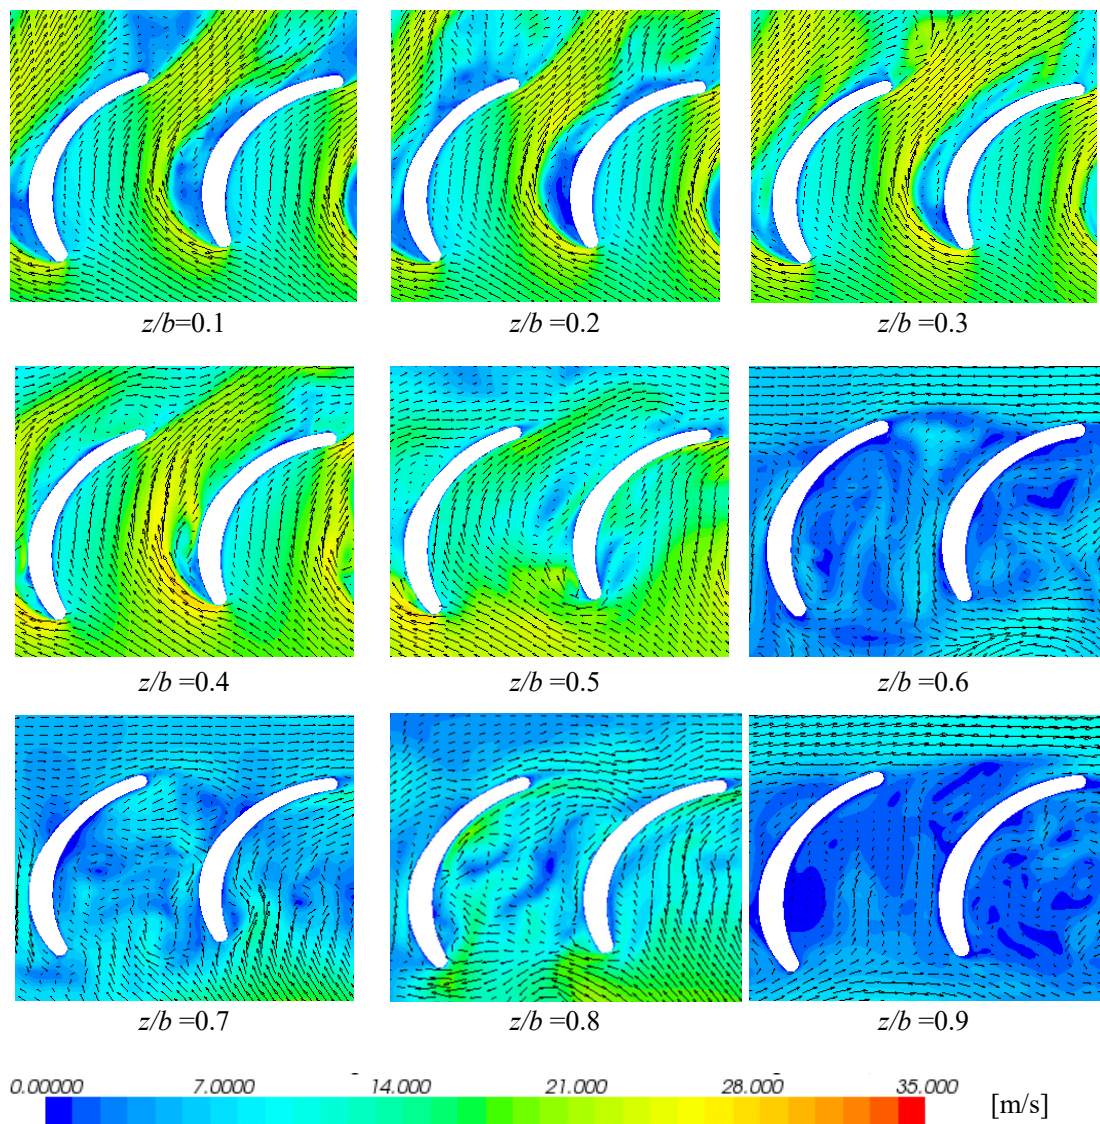 z/b=0.1 z/b =0.2 z/b =0.3
z/b =0.4 z/b =0.5 z/b =0.6
z/b =0.7 z/b =0.8 z/b =0.9
0.00000 7.0000 14.000 21.000 28.000 35.000 [m/s]